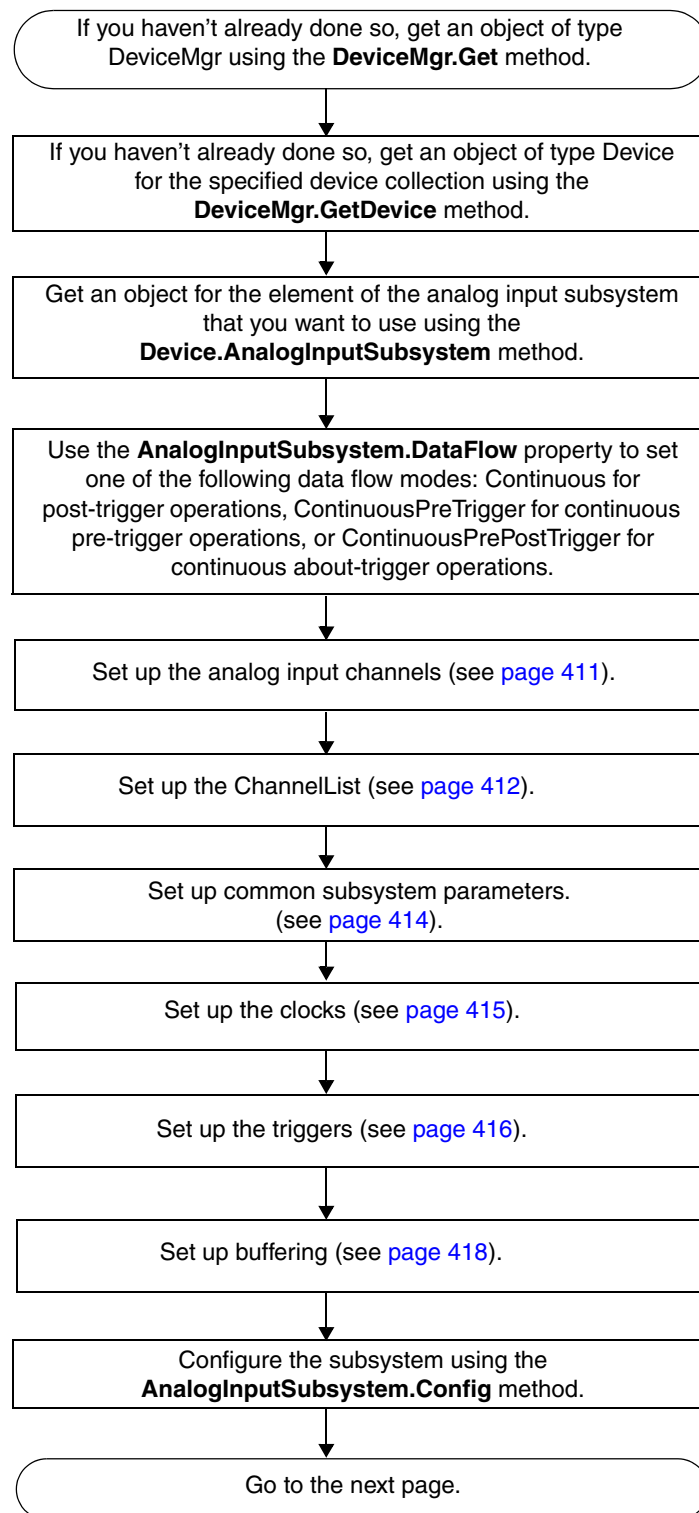 If you haven't already done so, get an object of type
DeviceMgr using the DeviceMgr.Get method.
If you haven't already done so, get an object of type Device
for the specified device collection using the
DeviceMgr.GetDevice method.
Get an object for the element of the analog input subsystem
that you want to use using the
Device.AnalogInputSubsystem method.
Use the AnalogInputSubsystem.DataFlow property to set
one of the following data flow modes: Continuous for
post-trigger operations, ContinuousPreTrigger for continuous
pre-trigger operations, or ContinuousPrePostTrigger for
continuous about-trigger operations.
Set up the analog input channels (see page 411).
Set up the ChannelList (see page 412).
Set up common subsystem parameters.
(see page 414).
Set up the clocks (see page 415).
Set up the triggers (see page 416).
Set up buffering (see page 418).
Configure the subsystem using the
AnalogInputSubsystem.Config method.
Go to the next page.